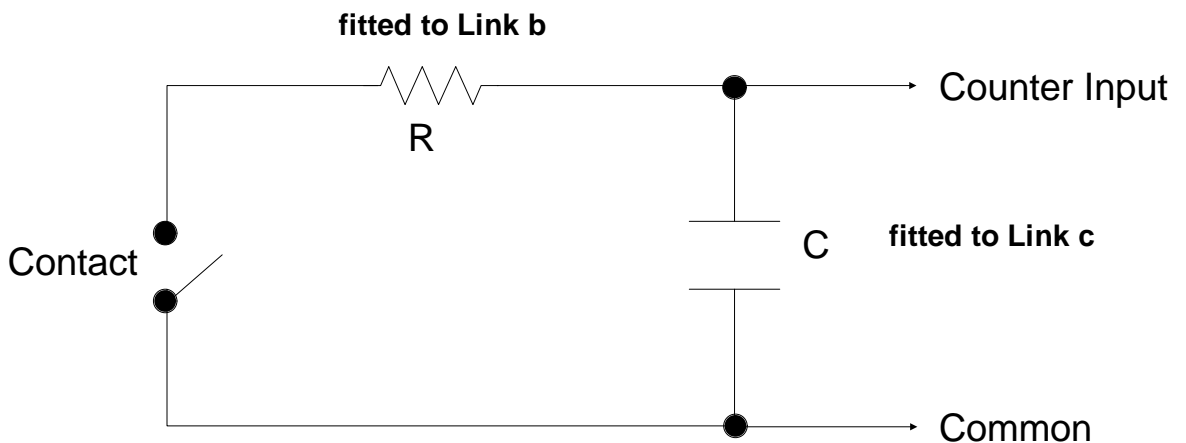 fitted to Link b
Counter Input
R
Contact
C
fitted to Link c
Common